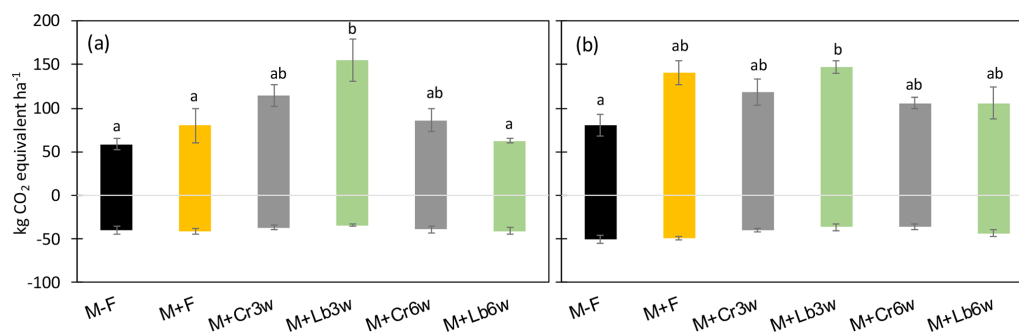 kg CO₂ equivalent ha⁻¹
200
150
100
50
0
-50
-100
(a)
a
a
ab
b
ab
a
M-F
M+F
M+Cr3w
M+Lb3w
M+Cr6w
M+Lb6w
(b)
a
ab
ab
b
ab
ab
M-F
M+F
M+Cr3w
M+Lb3w
M+Cr6w
M+Lb6w